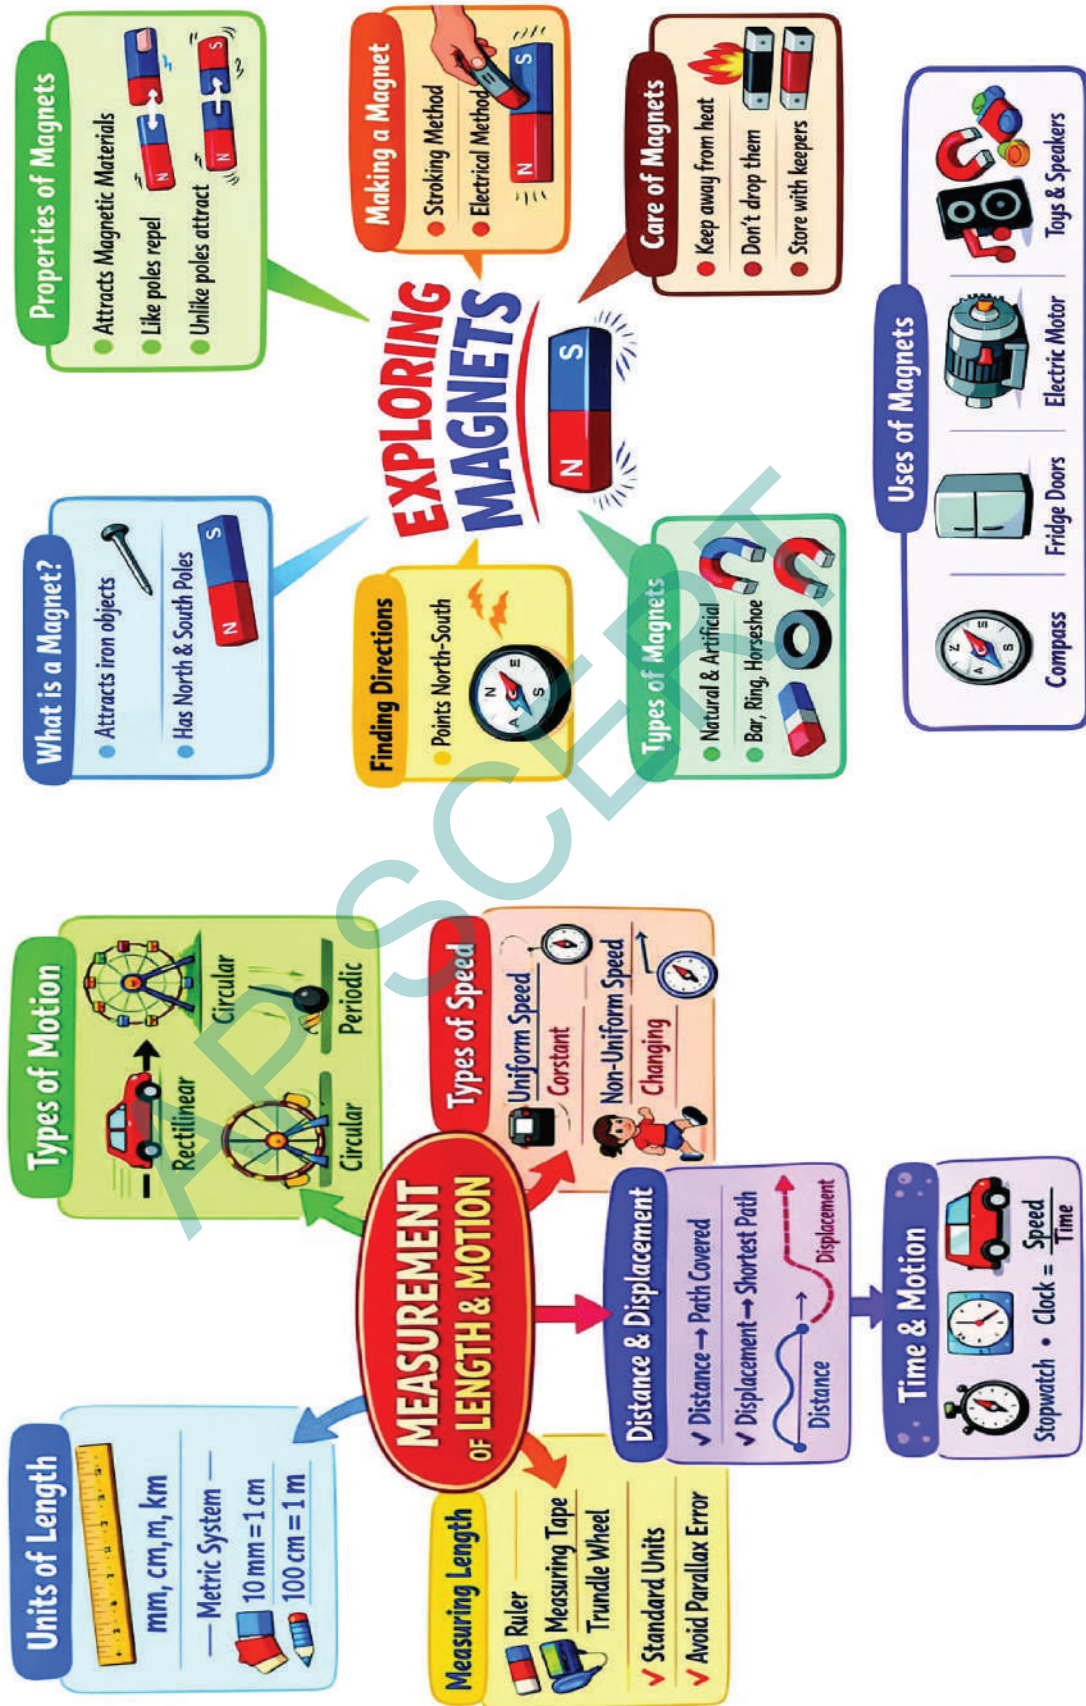 Units of Length
mm, cm,m, km
Metric System
10 mm = 1 cm
100 cm = 1 m
Types of Motion
Rectilinear
Circular
Circular
Periodic
MEASUREMENT
OF LENGTH & MOTION
Measuring Length
Ruler
Measuring Tape
Trundle Wheel
✓ Standard Units
✓ Avoid Parallax Error
Types of Speed
Uniform Speed
Corstant
Non-Uniform Speed
Changing
Distance & Displacement
✓ Distance → Path Covered
✓ Displacement → Shortest Path
Distance
Displacement
Time & Motion
Stopwatch • Clock = Speed
Time
What is a Magnet?
• Attracts iron objects
• Has North & South Poles
N S
Properties of Magnets
• Attracts Magnetic Materials
• Like poles repel
N
• Unlike poles attract
N S
EXPLORING
MAGNETS
N S
Finding Directions
• Points North-South
N
A E
S
Making a Magnet
• Stroking Method
• Electrical Method
N S
Types of Magnets
• Natural & Artificial
• Bar, Ring, Horseshoe
Care of Magnets
• Keep away from heat
• Don't drop them
• Store with keepers
Uses of Magnets
Compass
Fridge Doors
Electric Motor
Toys & Speakers
AP SCERT